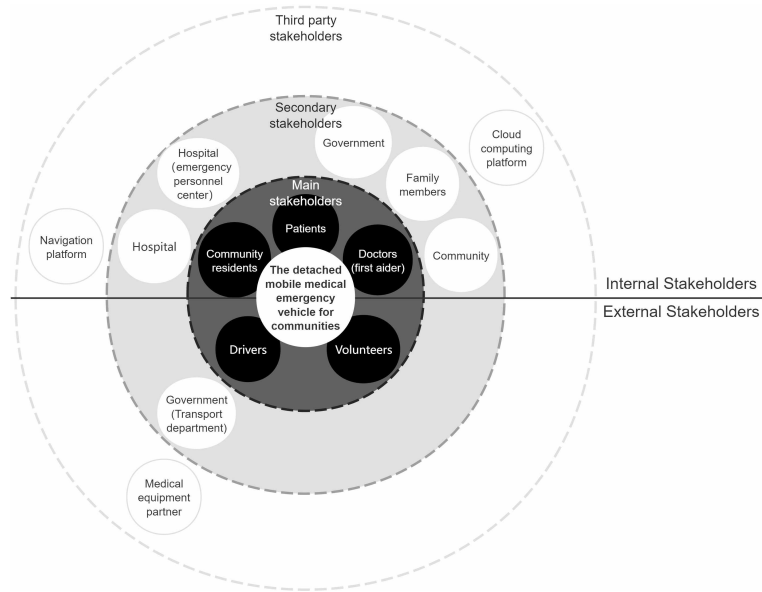 Third party
stakeholders
Secondary
stakeholders
Cloud
computing
platform
Government
Hospital
(emergency
personnel
center)
Family
members
Main
stakeholders
Patients
Navigation
platform
Hospital
Community
residents
Doctors
(first aider)
Community
The detached
mobile medical
emergency
vehicle for
communities
Internal Stakeholders
External Stakeholders
Drivers
Volunteers
Government
(Transport
department)
Medical
equipment
partner